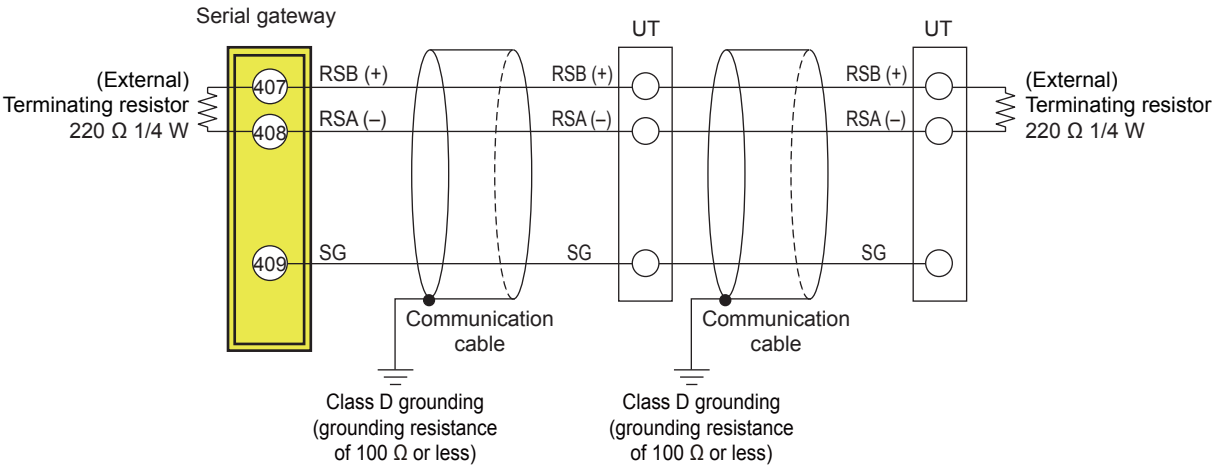 Serial gateway
UT
UT
(External)
Terminating resistor
220 Ω 1/4 W
407
RSB (+)
RSB (+)
RSB (+)
(External)
Terminating resistor
220 Ω 1/4 W
408
RSA (–)
RSA (–)
RSA (–)
409
SG
SG
SG
Communication
cable
Communication
cable
Class D grounding
(grounding resistance
of 100 Ω or less)
Class D grounding
(grounding resistance
of 100 Ω or less)